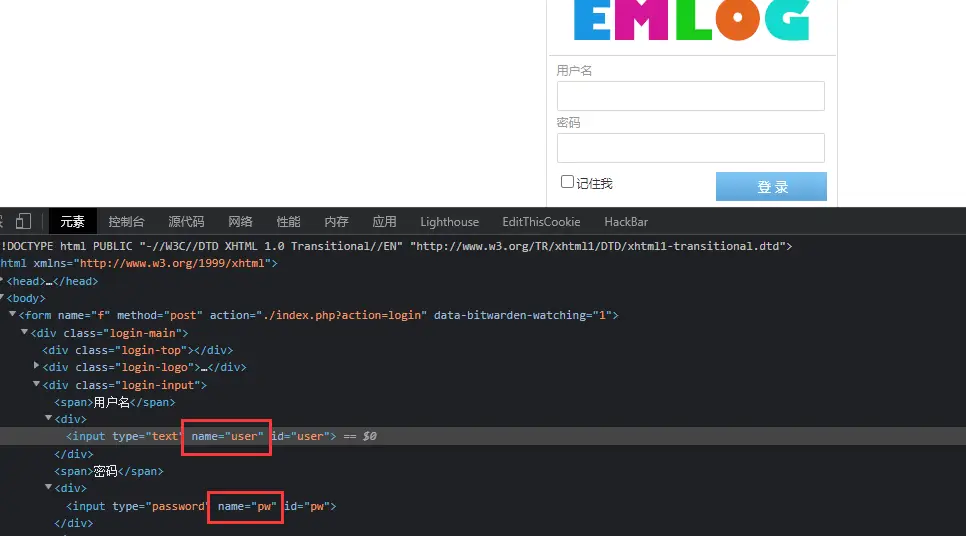 EMLOG
用户名
密码
记住我
登 录
元素 控制台 源代码 网络 性能 内存 应用 Lighthouse EditThisCookie HackBar
!DOCTYPE html PUBLIC "-//W3C//DTD XHTML 1.0 Transitional//EN" "http://www.w3.org/TR/xhtml1/DTD/xhtml1-transitional.dtd">
html xmlns="http://www.w3.org/1999/xhtml">
<head>…</head>
<body>
<form name="f" method="post" action="./index.php?action=login" data-bitwarden-watching="1">
<div class="login-main">
<div class="login-top"></div>
<div class="login-logo">…</div>
<div class="login-input">
<span>用户名</span>
<div>
<input type="text" name="user" id="user"> == $0
</div>
<span>密码</span>
<div>
<input type="password" name="pw" id="pw">
</div>